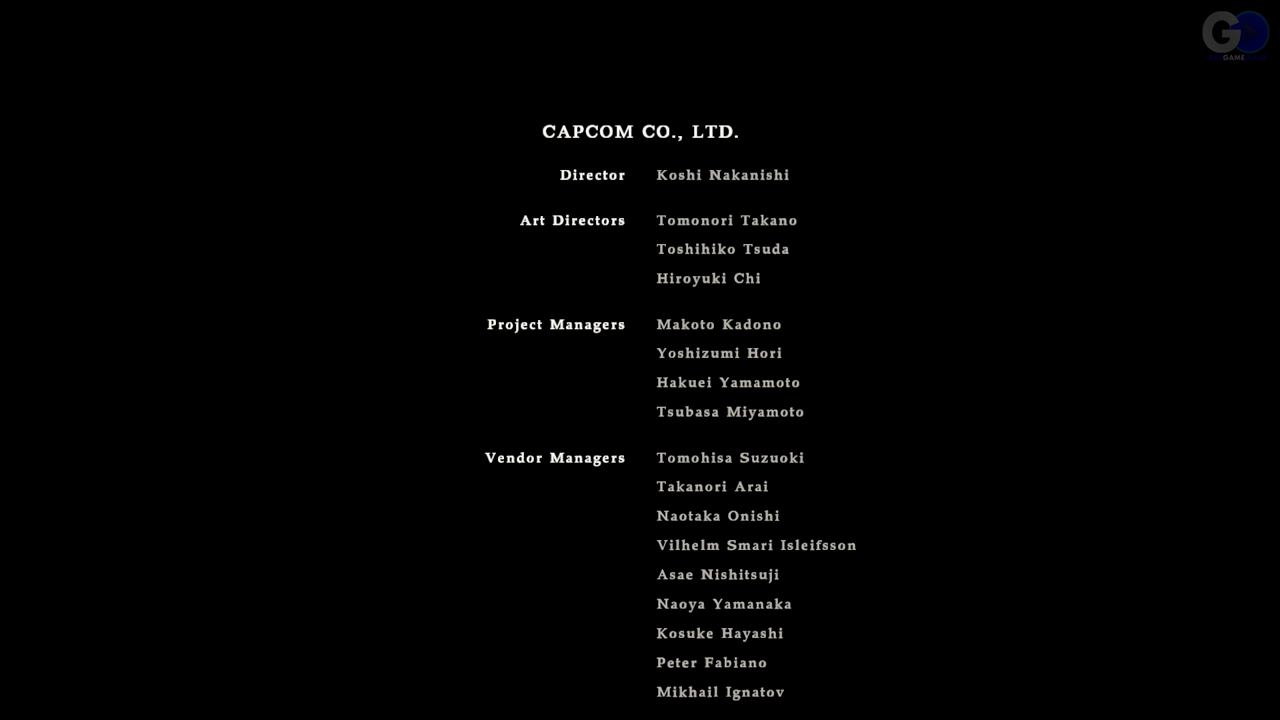 GO
GAME
CAPCOM CO., LTD.
Director Koshi Nakanishi
Art Directors Tomonori Takano
Toshihiko Tsuda
Hiroyuki Chi
Project Managers Makoto Kadono
Yoshizumi Hori
Hakuei Yamamoto
Tsubasa Miyamoto
Vendor Managers Tomohisa Suzuoki
Takanori Arai
Naotaka Onishi
Vilhelm Smari Isleifsson
Asae Nishitsuji
Naoya Yamanaka
Kosuke Hayashi
Peter Fabiano
Mikhail Ignatov